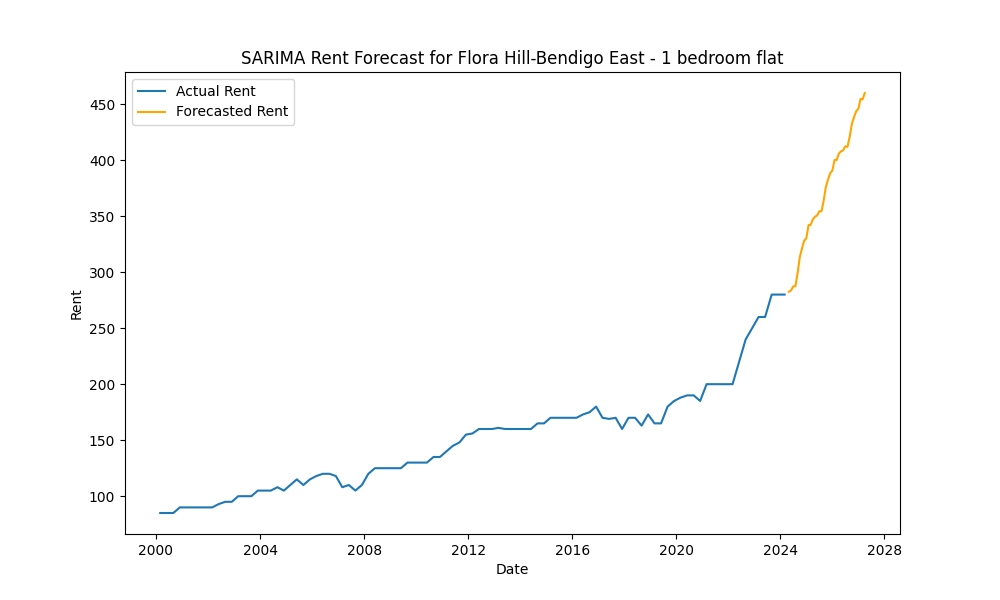 SARIMA Rent Forecast for Flora Hill-Bendigo East - 1 bedroom flat
Actual Rent
Forecasted Rent
450
400
350
300
250
200
150
100
Rent
2000 2004 2008 2012 2016 2020 2024 2028
Date